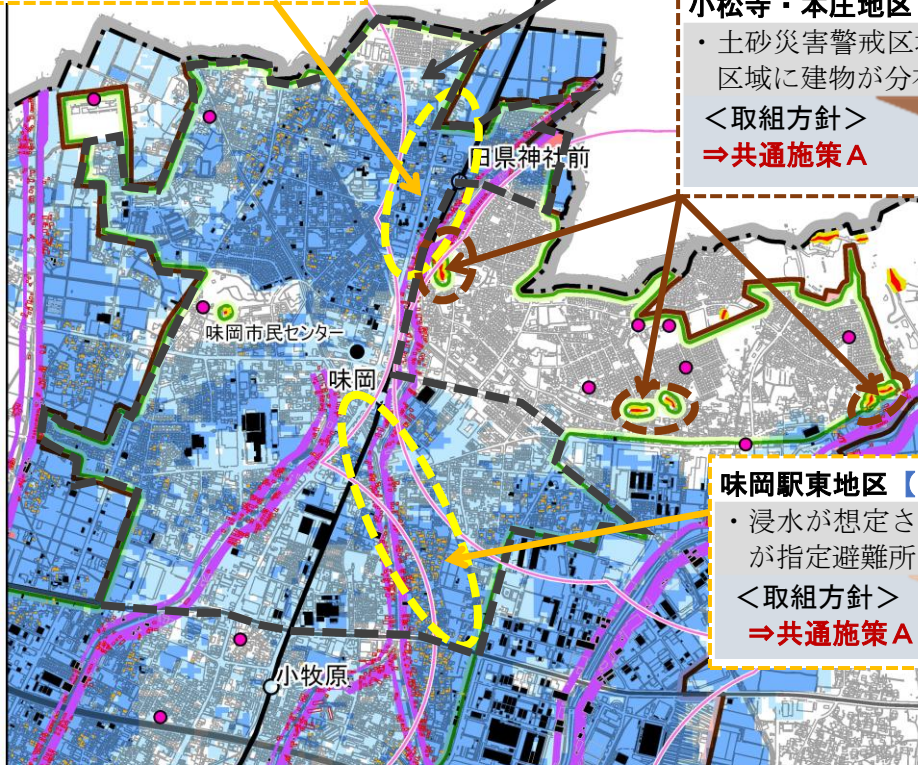 小松寺・本庄地区
・土砂災害警戒区
区域に建物が分
＜取組方針＞
⇒共通施策A
田県神社前
味岡市民センター
味岡
味岡駅東地区【
・浸水が想定さ
が指定避難所
＜取組方針＞
⇒共通施策A
小牧原